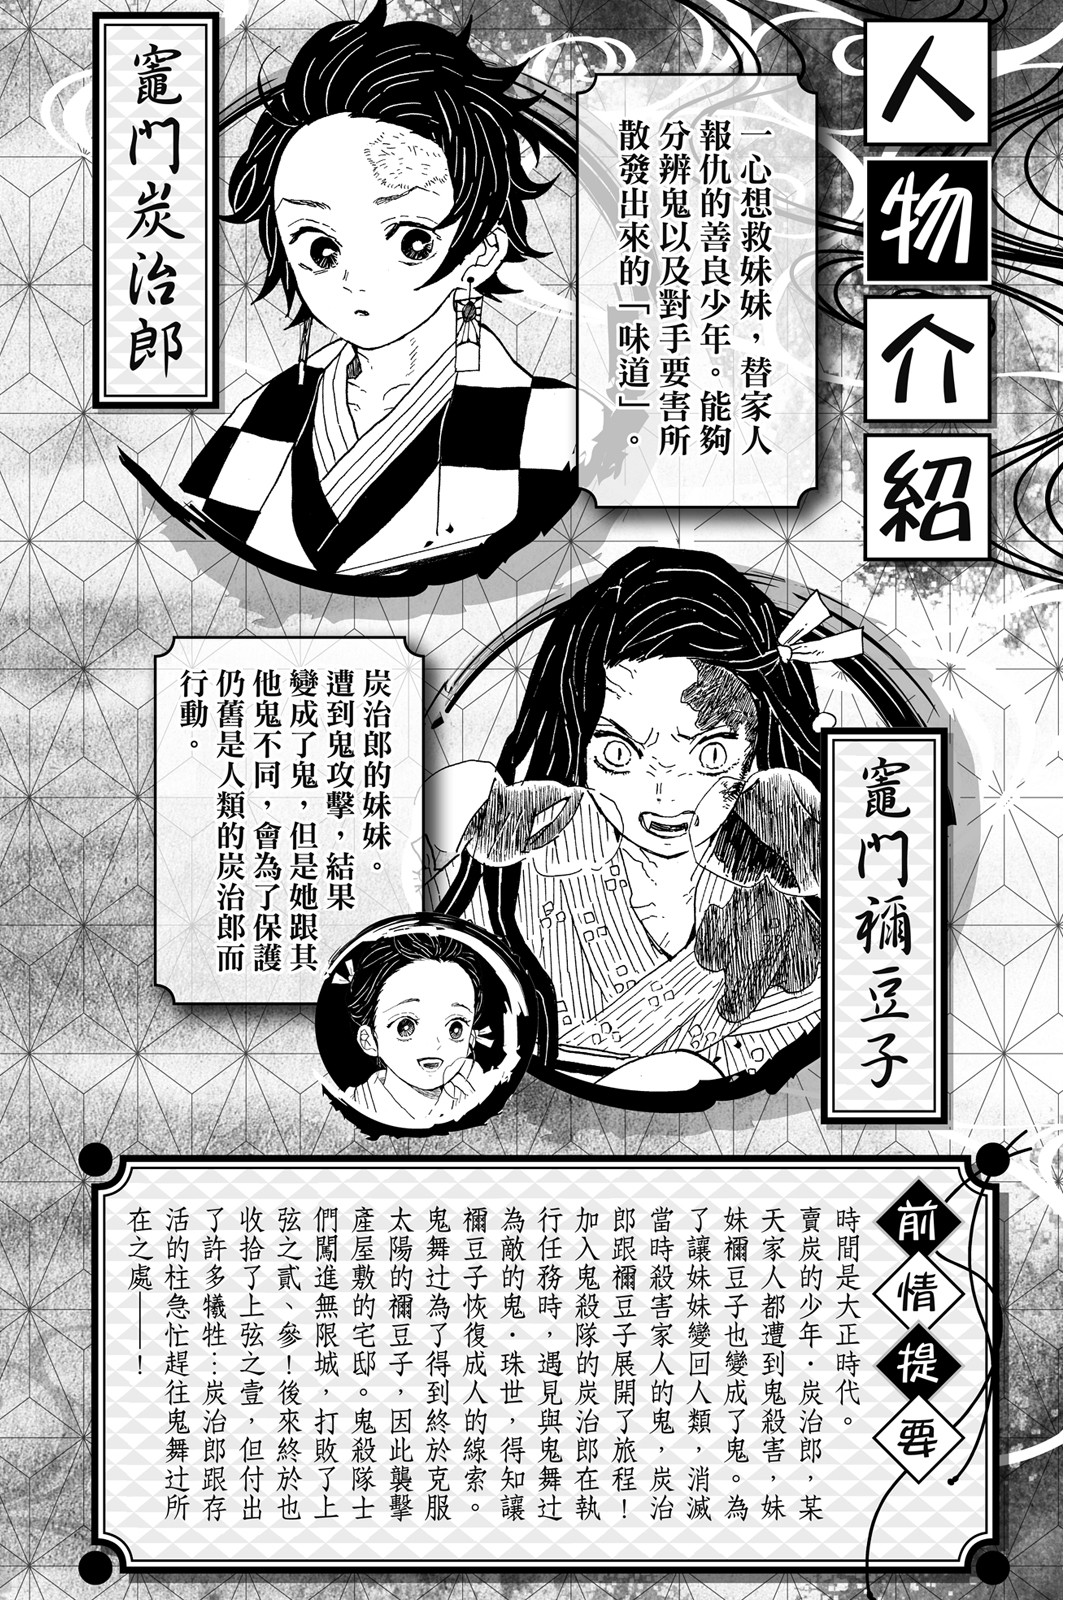 人物介紹
竈門炭治郎
一心想救妹妹，替家人
報仇的善良少年。能夠
分辨鬼以及對手要害所
散發出來的「味道」。
竈門禰豆子
炭治郎的妹妹。
遭到鬼攻擊，結果
變成了鬼，但是她跟其
他鬼不同，會為了保護
仍舊是人類的炭治郎而
行動。
前情提要
時間是大正時代。
賣炭的少年・炭治郎，某
天家人都遭到鬼殺害，妹
妹禰豆子也變成了鬼。為
了讓妹妹變回人類，消滅
當時殺害家人的鬼，炭治
郎跟禰豆子展開了旅程！
加入鬼殺隊的炭治郎在執
行任務時，遇見與鬼舞辻
為敵的鬼・珠世，得知讓
禰豆子恢復成人的線索。
鬼舞辻為了得到終於克服
太陽的禰豆子，因此襲擊
產屋敷的宅邸。鬼殺隊士
們闖進無限城，打敗了上
弦之貳、參！後來終於也
收拾了上弦之壹，但付出
了許多犧牲…炭治郎跟存
活的柱急忙趕往鬼舞辻所
在之處——！